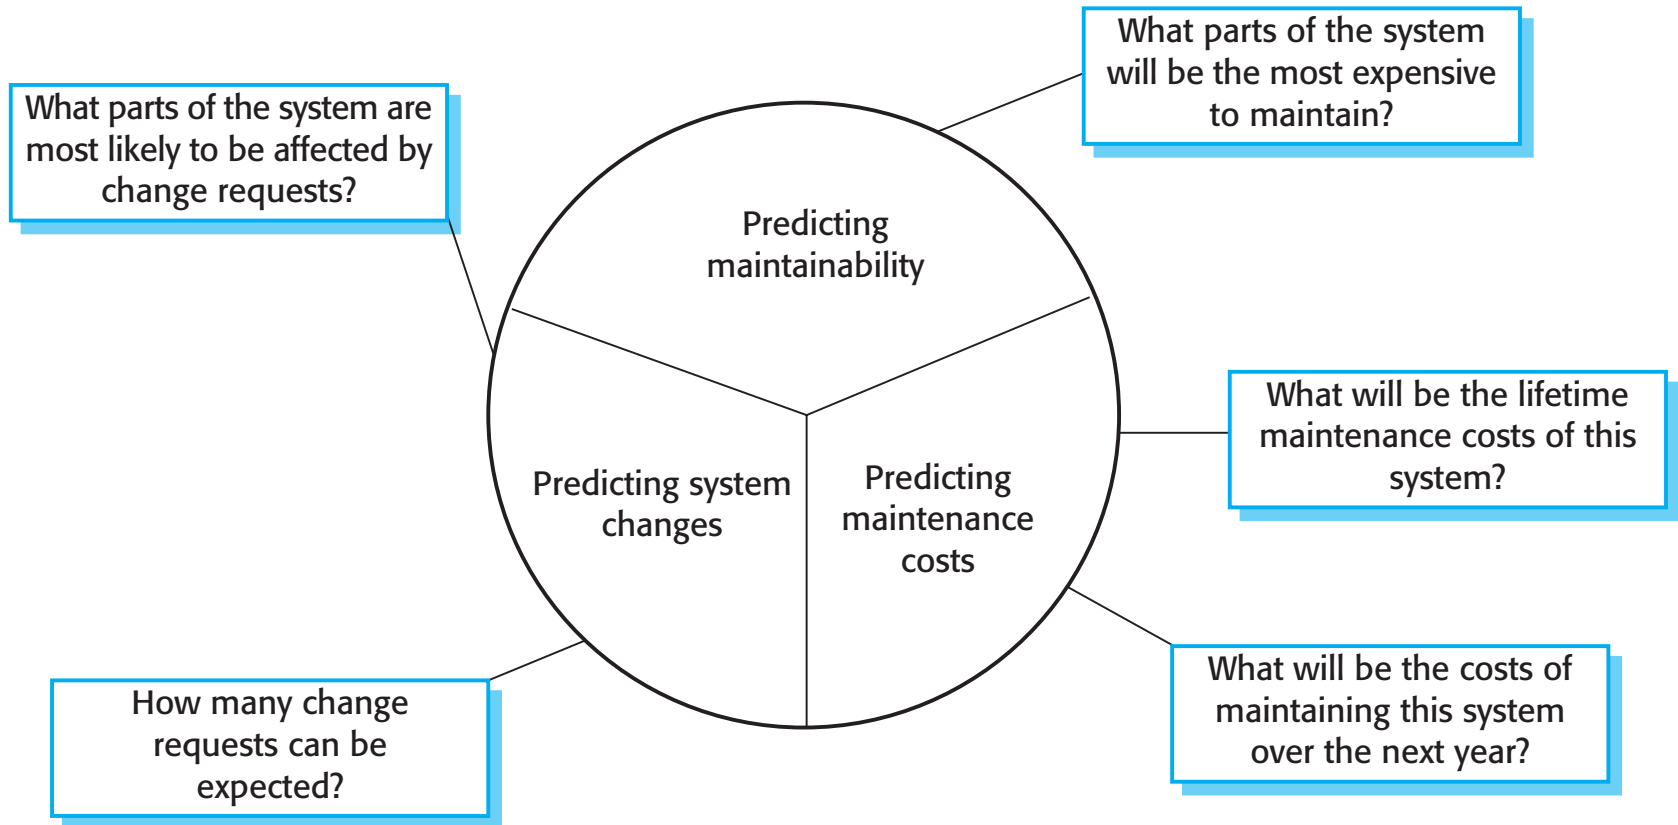 What parts of the system
will be the most expensive
to maintain?
What parts of the system are
most likely to be affected by
change requests?
Predicting
maintainability
What will be the lifetime
maintenance costs of this
system?
Predicting system
changes
Predicting
maintenance
costs
What will be the costs of
maintaining this system
over the next year?
How many change
requests can be
expected?